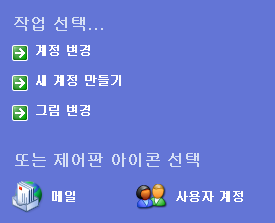 작업 선택...
계정 변경
새 계정 만들기
그림 변경
또는 제어판 아이콘 선택
메일 사용자 계정